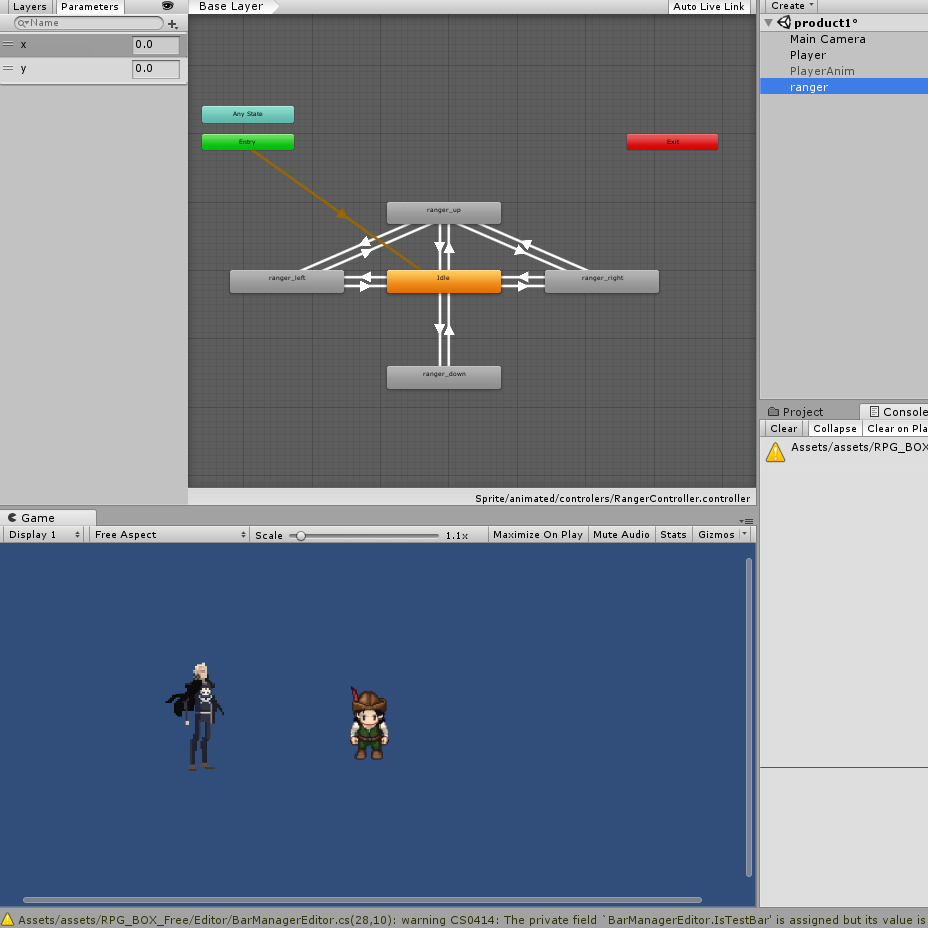 Layers Parameters
Name
x 0.0
y 0.0
Base Layer Auto Live Link
Any State
Entry
Exit
ranger_up
ranger_left
Idle
ranger_right
ranger_down
Sprite/animated/controlers/RangerController.controller
Create
product1*
Main Camera
Player
PlayerAnim
ranger
Project Console
Clear Collapse Clear on Pla
Assets/assets/RPG_BOX
Game
Display 1 Free Aspect Scale 1.1x Maximize On Play Mute Audio Stats Gizmos
Assets/assets/RPG_BOX_Free/Editor/BarManagerEditor.cs(28,10): warning CS0414: The private field `BarManagerEditor.IsTestBar' is assigned but its value is